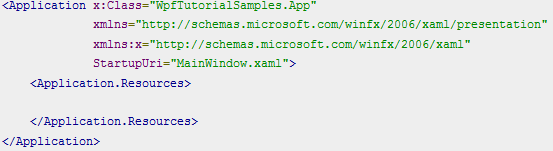 <Application x:Class="WpfTutorialSamples.App"
             xmlns="http://schemas.microsoft.com/winfx/2006/xaml/presentation"
             xmlns:x="http://schemas.microsoft.com/winfx/2006/xaml"
             StartupUri="MainWindow.xaml">
    <Application.Resources>

    </Application.Resources>
</Application>